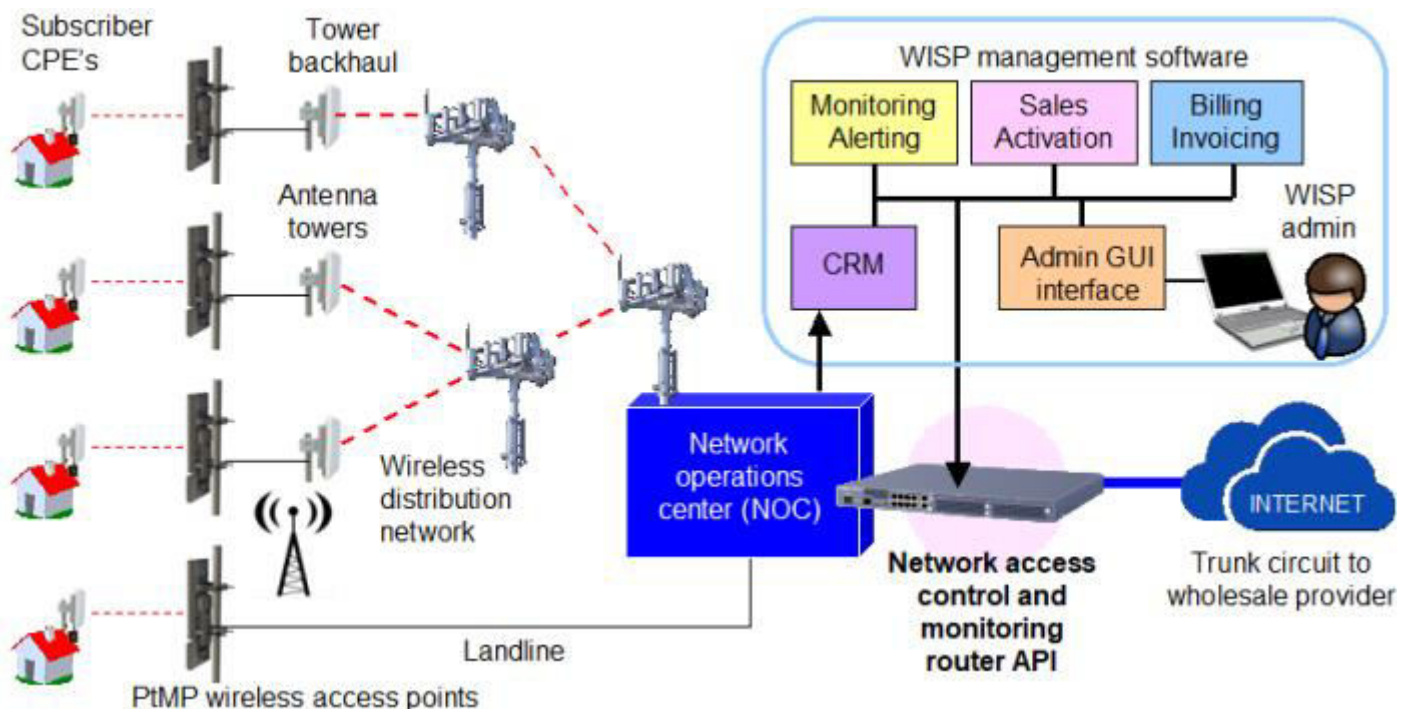 Subscriber
CPE's
Tower
backhaul
Antenna
towers
Wireless
distribution
network
Landline
PtMP wireless access points
WISP management software
Monitoring
Alerting
Sales
Activation
Billing
Invoicing
CRM
Admin GUI
interface
WISP
admin
Network
operations
center (NOC)
Network access
control and
monitoring
router API
INTERNET
Trunk circuit to
wholesale provider